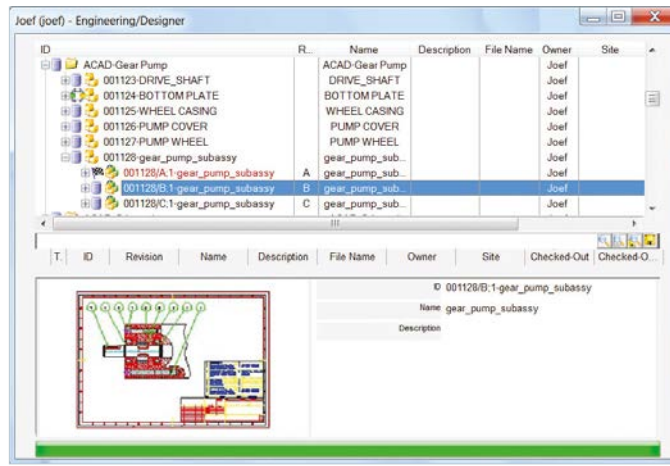 Joef (joef) - Engineering/Designer
ID R... Name Description File Name Owner Site
ACAD-Gear Pump ACAD-Gear Pump Joef
001123-DRIVE_SHAFT DRIVE_SHAFT Joef
001124-BOTTOM PLATE BOTTOM PLATE Joef
001125-WHEEL CASING WHEEL CASING Joef
001126-PUMP COVER PUMP COVER Joef
001127-PUMP WHEEL PUMP WHEEL Joef
001128-gear_pump_subassy gear_pump_sub... Joef
001128/A;1-gear_pump_subassy A gear_pump_sub... Joef
001128/B;1-gear_pump_subassy B gear_pump_sub... Joef
001128/C;1-gear_pump_subassy C gear_pump_sub... Joef
T. ID Revision Name Description File Name Owner Site Checked-Out Checked-O...
ID 001128/B;1-gear_pump_subassy
Name gear_pump_subassy
Description